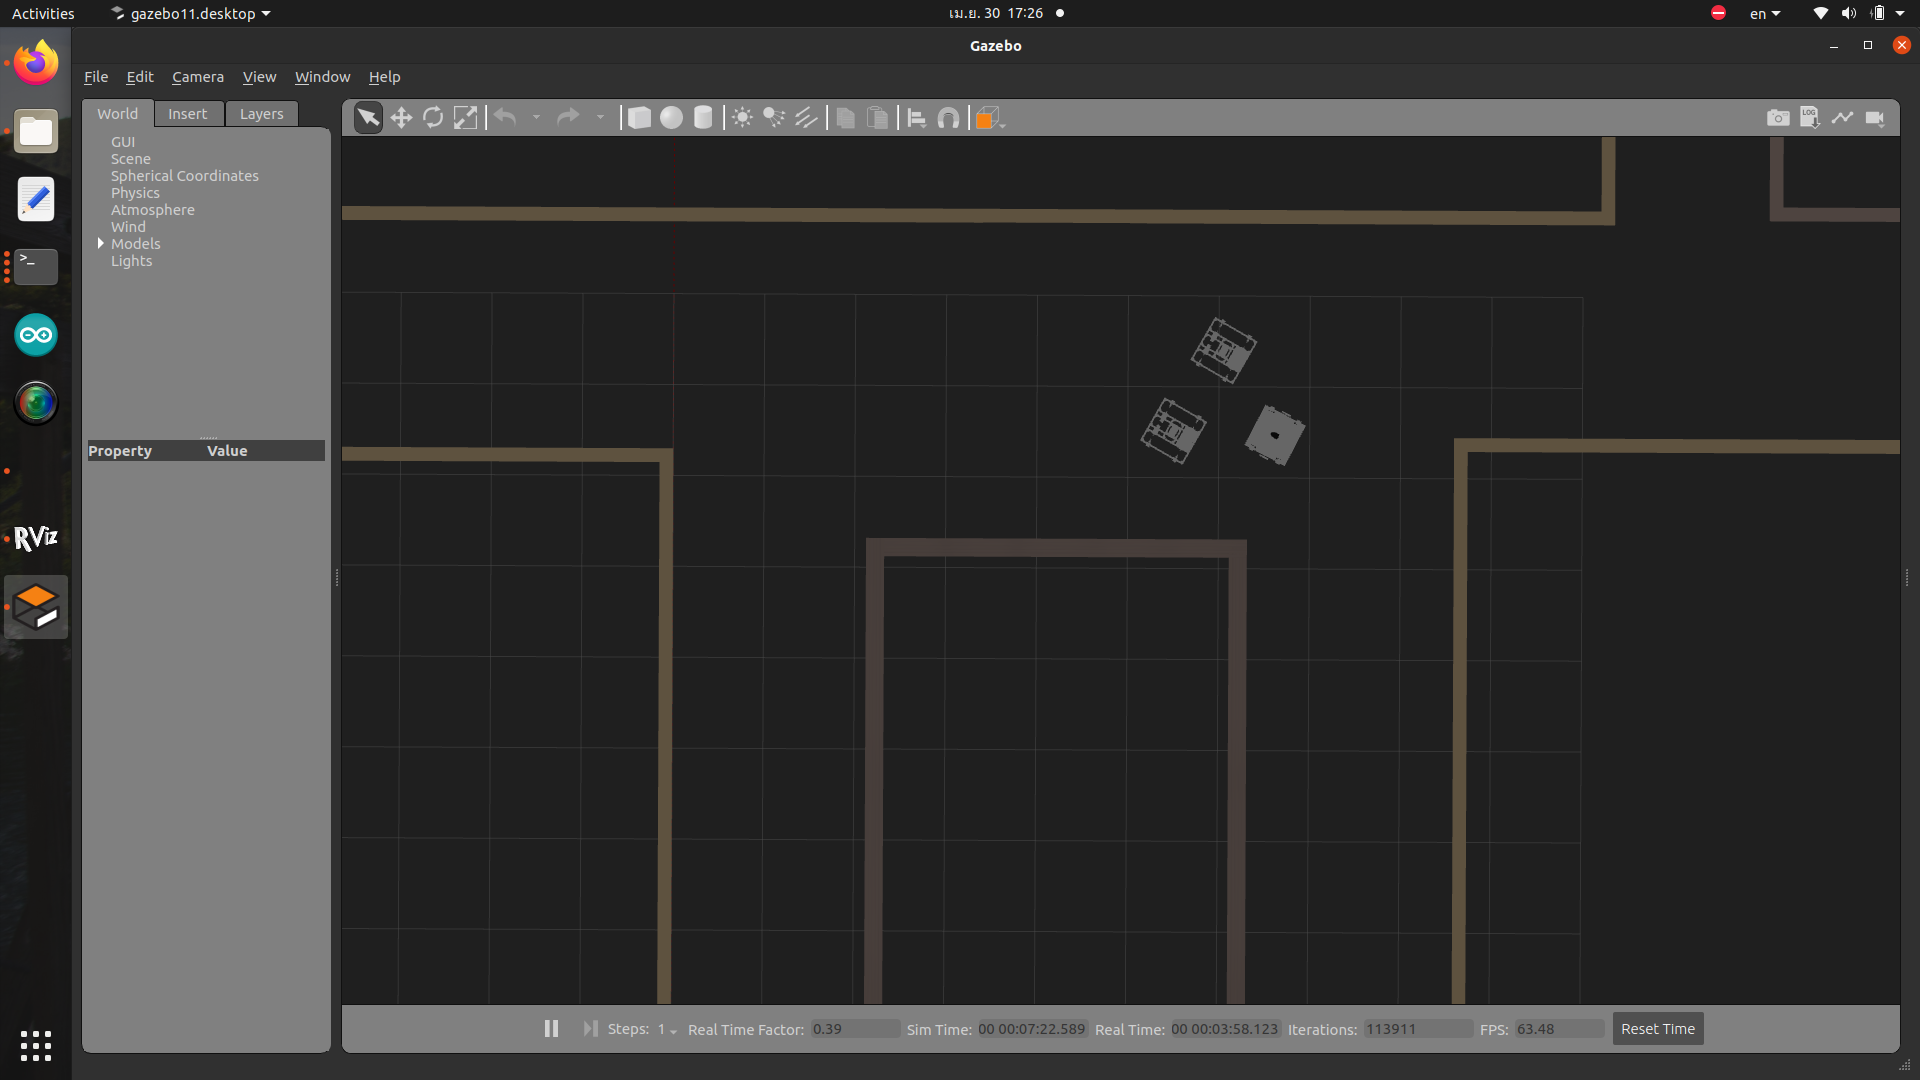 Activities gazebo11.desktop เม.ย. 30 17:26 en
Gazebo
File Edit Camera View Window Help
World Insert Layers
LOG
GUI
Scene
Spherical Coordinates
Physics
Atmosphere
Wind
Models
Lights
>_
Property Value
RViz
Steps: 1 Real Time Factor: 0.39 Sim Time: 00 00:07:22.589 Real Time: 00 00:03:58.123 Iterations: 113911 FPS: 63.48 Reset Time